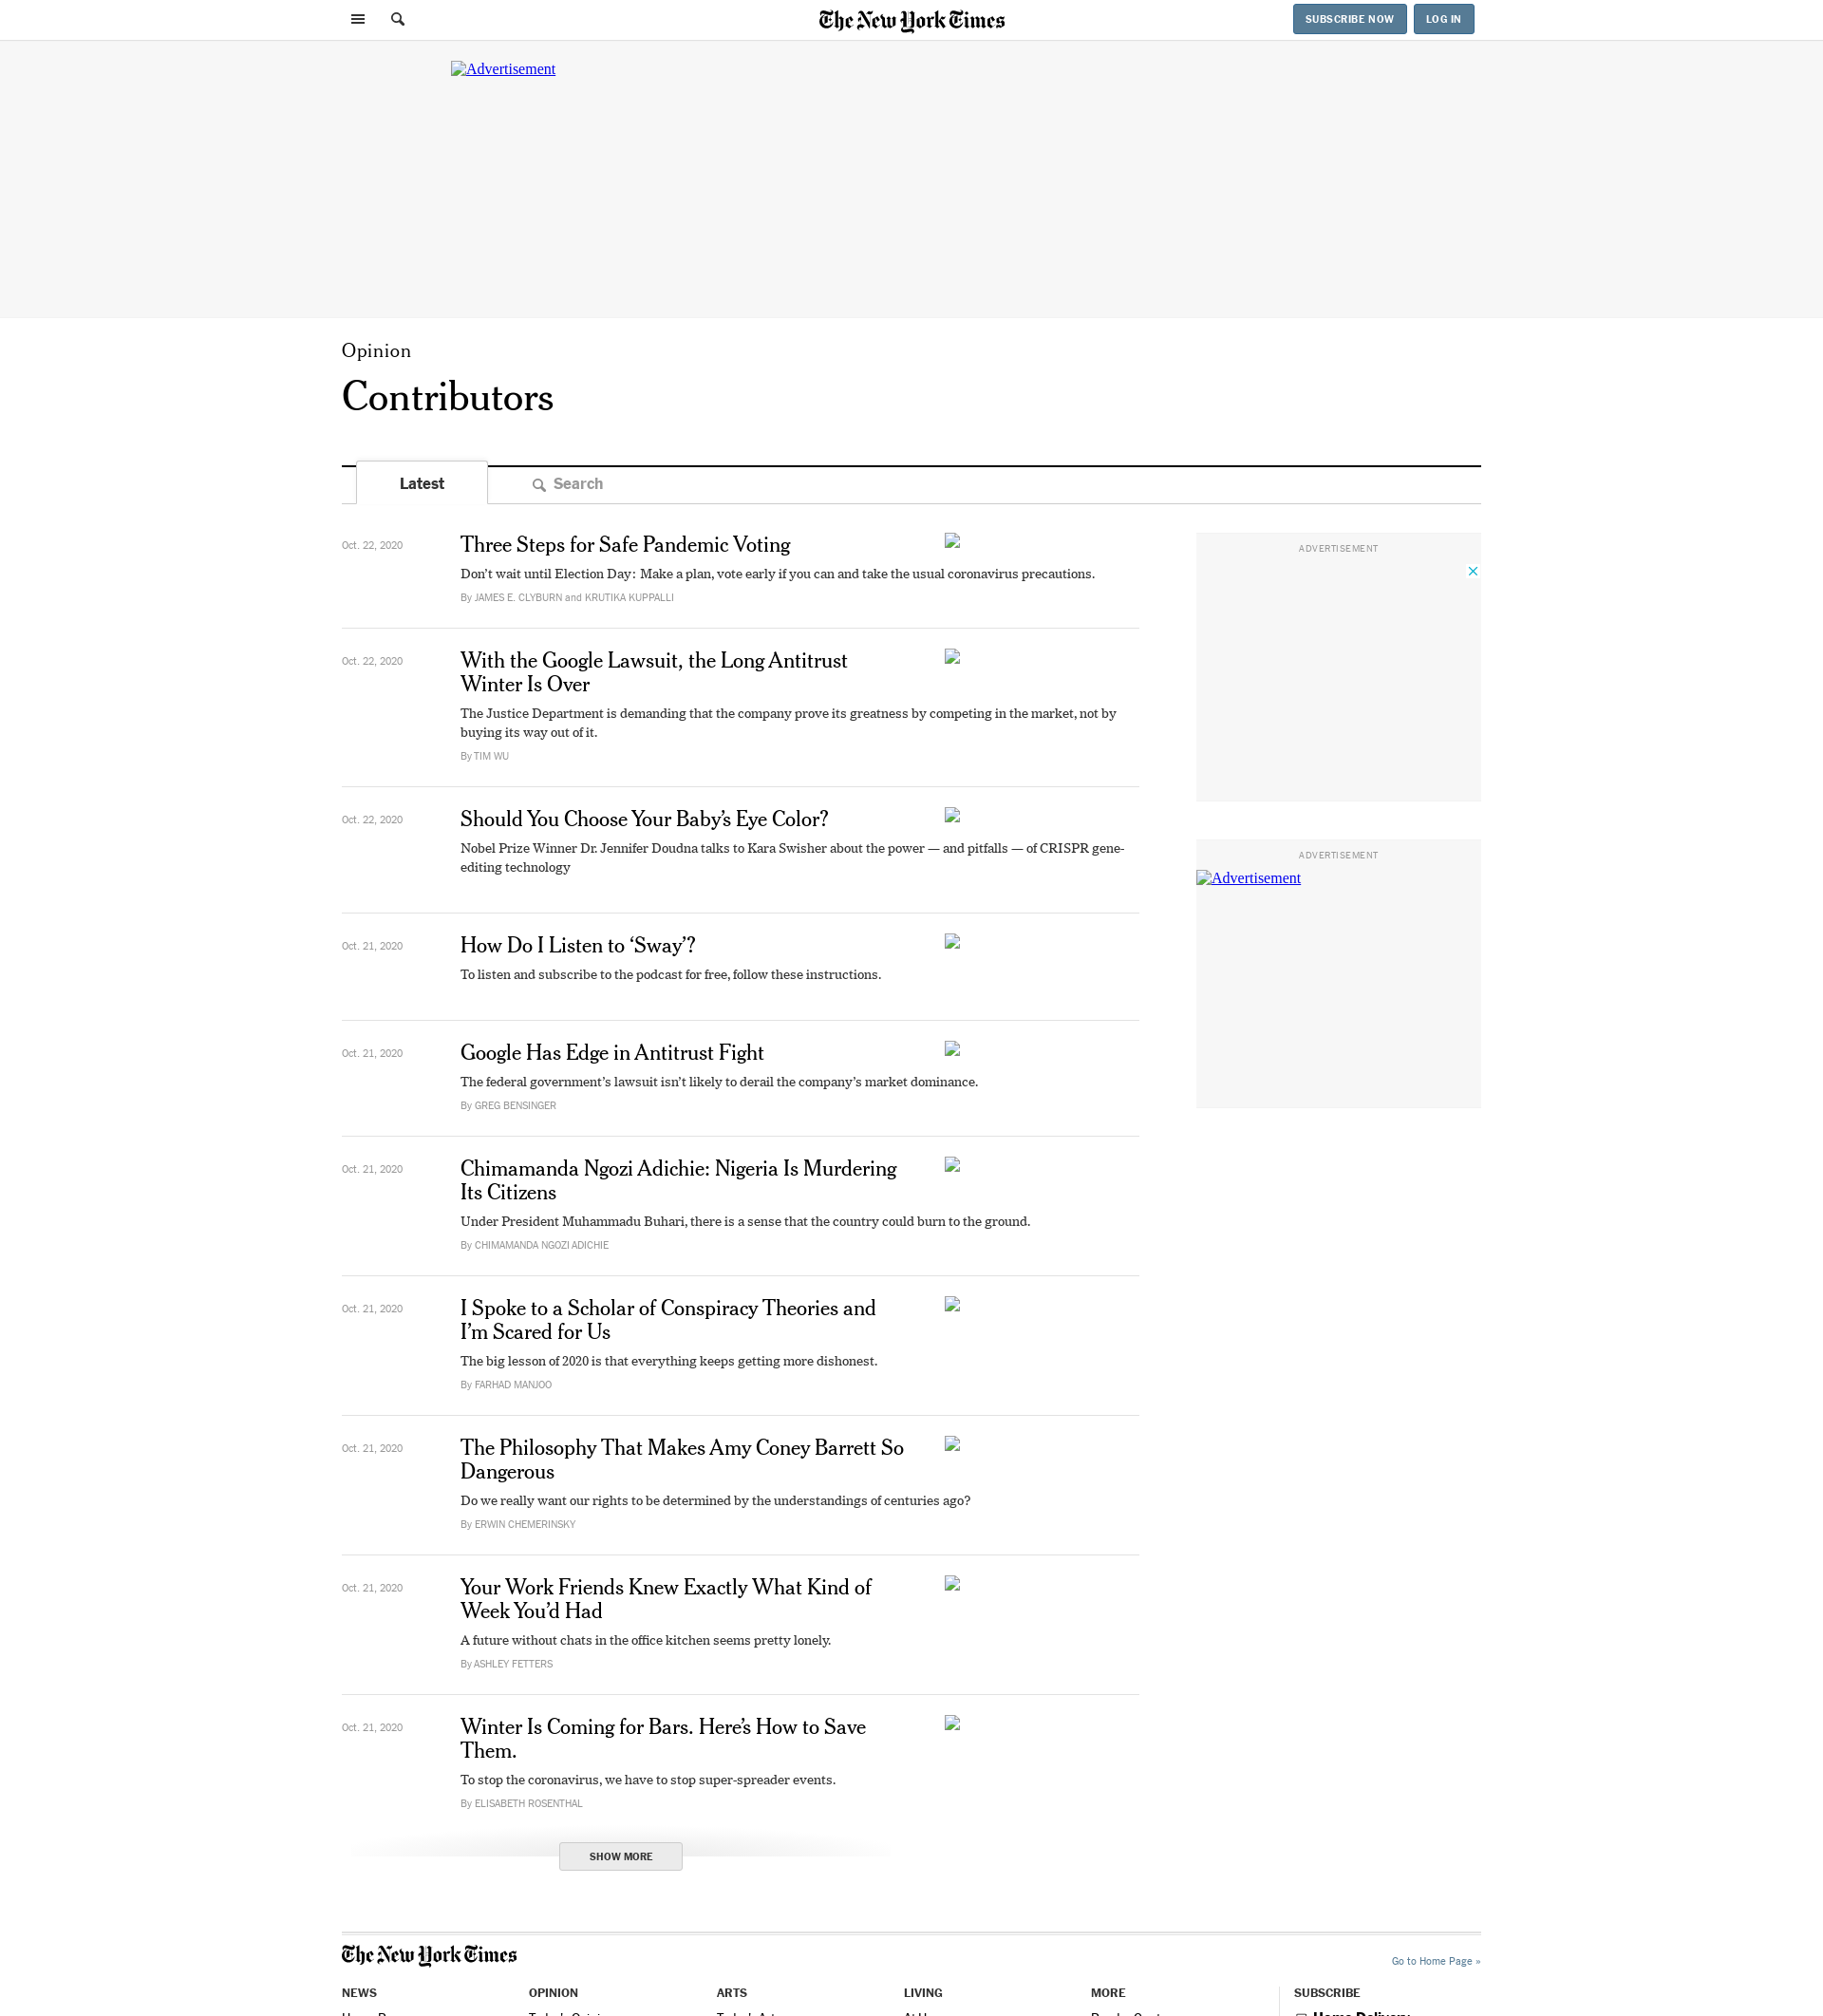 The New York Times
SUBSCRIBE NOW
LOG IN
Advertisement
Opinion
Contributors
Latest
Search
Oct. 22, 2020
Three Steps for Safe Pandemic Voting
Don’t wait until Election Day: Make a plan, vote early if you can and take the usual coronavirus precautions.
By JAMES E. CLYBURN and KRUTIKA KUPPALLI
Oct. 22, 2020
With the Google Lawsuit, the Long Antitrust
Winter Is Over
The Justice Department is demanding that the company prove its greatness by competing in the market, not by
buying its way out of it.
By TIM WU
Oct. 22, 2020
Should You Choose Your Baby’s Eye Color?
Nobel Prize Winner Dr. Jennifer Doudna talks to Kara Swisher about the power — and pitfalls — of CRISPR gene-
editing technology
Oct. 21, 2020
How Do I Listen to ‘Sway’?
To listen and subscribe to the podcast for free, follow these instructions.
Oct. 21, 2020
Google Has Edge in Antitrust Fight
The federal government’s lawsuit isn’t likely to derail the company’s market dominance.
By GREG BENSINGER
Oct. 21, 2020
Chimamanda Ngozi Adichie: Nigeria Is Murdering
Its Citizens
Under President Muhammadu Buhari, there is a sense that the country could burn to the ground.
By CHIMAMANDA NGOZI ADICHIE
Oct. 21, 2020
I Spoke to a Scholar of Conspiracy Theories and
I’m Scared for Us
The big lesson of 2020 is that everything keeps getting more dishonest.
By FARHAD MANJOO
Oct. 21, 2020
The Philosophy That Makes Amy Coney Barrett So
Dangerous
Do we really want our rights to be determined by the understandings of centuries ago?
By ERWIN CHEMERINSKY
Oct. 21, 2020
Your Work Friends Knew Exactly What Kind of
Week You’d Had
A future without chats in the office kitchen seems pretty lonely.
By ASHLEY FETTERS
Oct. 21, 2020
Winter Is Coming for Bars. Here’s How to Save
Them.
To stop the coronavirus, we have to stop super-spreader events.
By ELISABETH ROSENTHAL
SHOW MORE
ADVERTISEMENT
ADVERTISEMENT
Advertisement
The New York Times
Go to Home Page »
NEWS
OPINION
ARTS
LIVING
MORE
SUBSCRIBE
Home Delivery